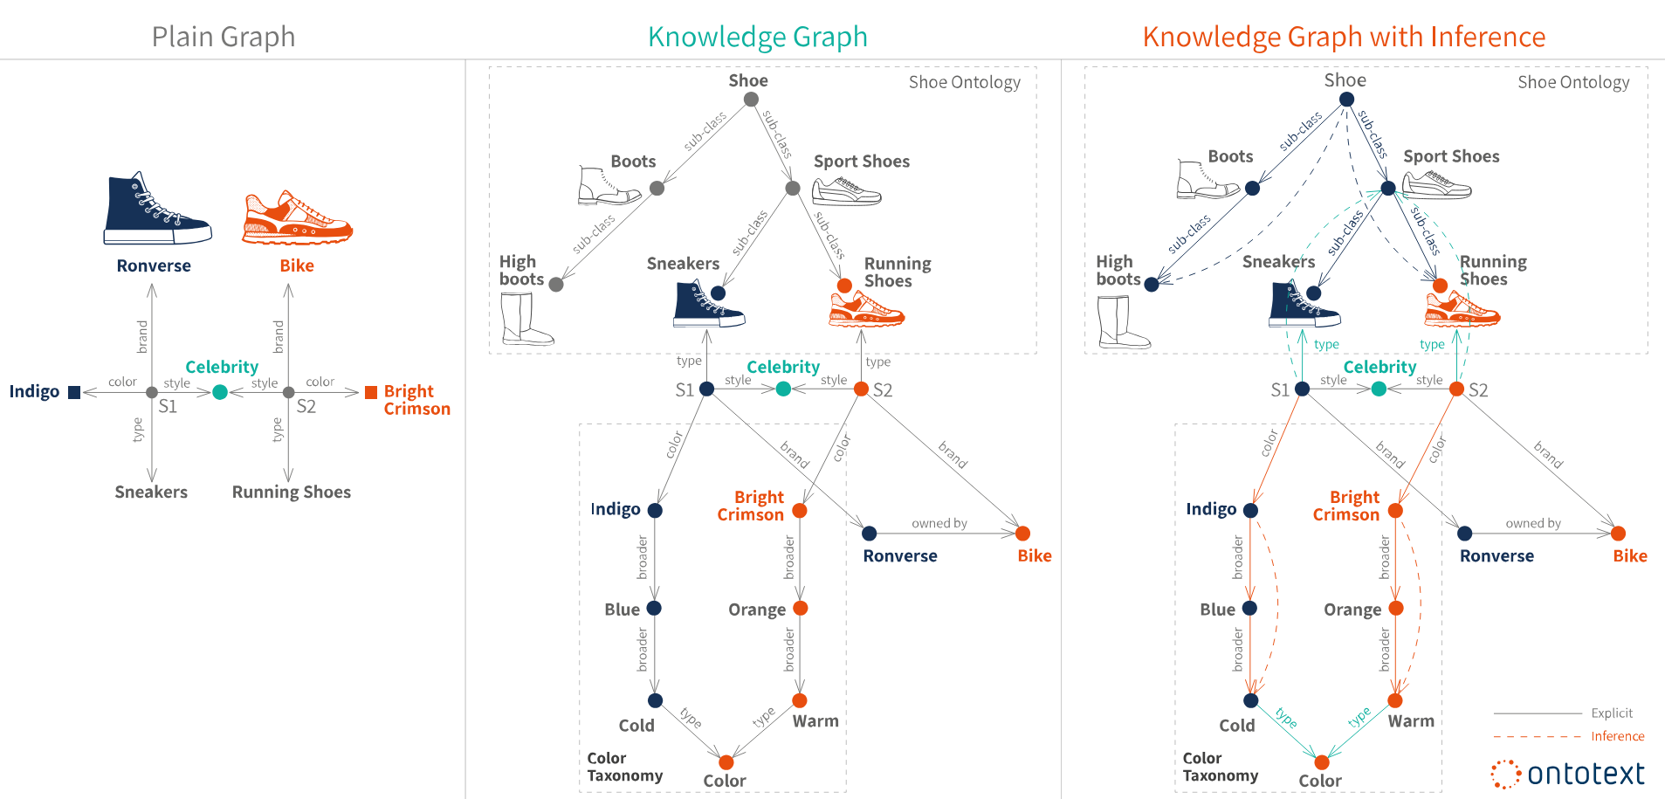 Plain Graph
Ronverse
Bike
brand
brand
Celebrity
Indigo
color
style
style
color
Bright
Crimson
S1
S2
type
type
Sneakers
Running Shoes
Knowledge Graph
Shoe
Shoe Ontology
sub-class
sub-class
Boots
Sport Shoes
sub-class
sub-class
sub-class
High
boots
Sneakers
Running
Shoes
type
Celebrity
type
S1
style
style
S2
color
brand
color
brand
Indigo
Bright
Crimson
owned by
Ronverse
Bike
broader
broader
Blue
Orange
broader
broader
Cold
type
type
Warm
Color
Taxonomy
Color
Knowledge Graph with Inference
Shoe
Shoe Ontology
sub-class
sub-class
Boots
Sport Shoes
sub-class
sub-class
sub-class
High
boots
Sneakers
Running
Shoes
type
type
Celebrity
S1
style
style
S2
color
brand
color
brand
Indigo
Bright
Crimson
owned by
Ronverse
Bike
broader
broader
Blue
Orange
broader
broader
Cold
type
type
Warm
Color
Taxonomy
Color
Explicit
Inference
ontotext